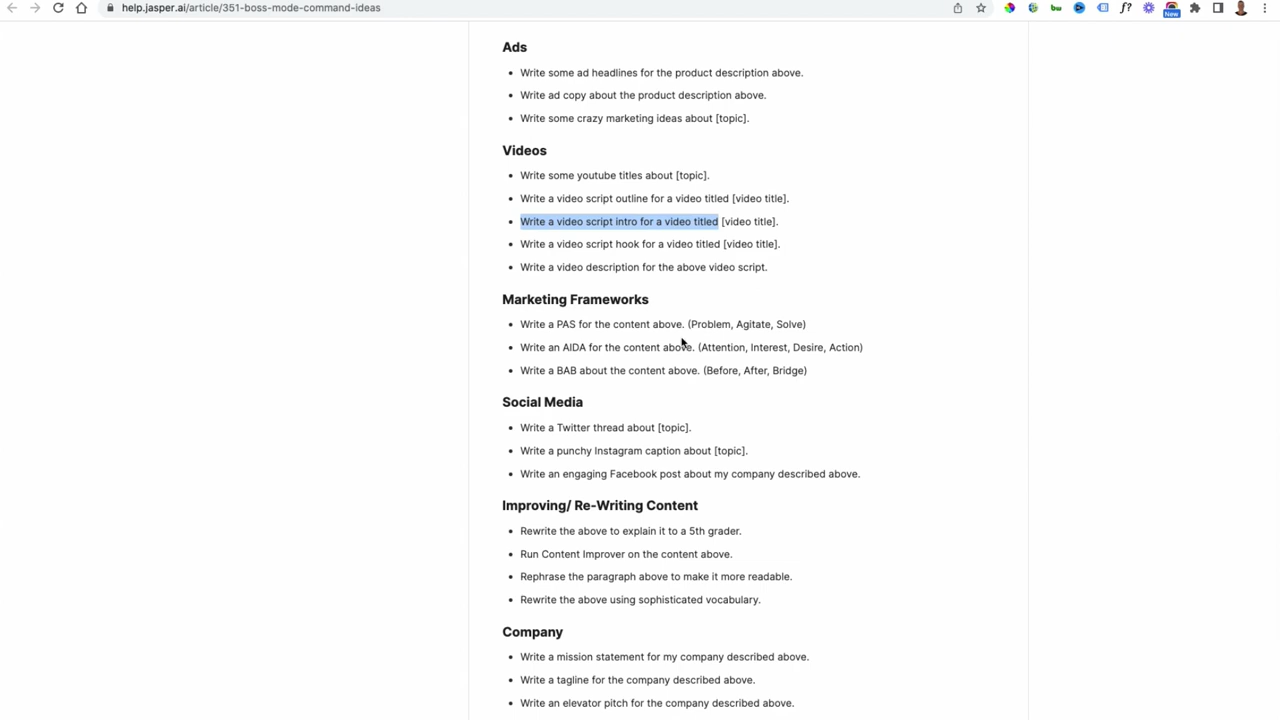 help.jasper.ai/article/351-boss-mode-command-ideas
New
Ads
• Write some ad headlines for the product description above.
• Write ad copy about the product description above.
• Write some crazy marketing ideas about [topic].
Videos
• Write some youtube titles about [topic].
• Write a video script outline for a video titled [video title].
• Write a video script intro for a video titled [video title].
• Write a video script hook for a video titled [video title].
• Write a video description for the above video script.
Marketing Frameworks
• Write a PAS for the content above. (Problem, Agitate, Solve)
• Write an AIDA for the content above. (Attention, Interest, Desire, Action)
• Write a BAB about the content above. (Before, After, Bridge)
Social Media
• Write a Twitter thread about [topic].
• Write a punchy Instagram caption about [topic].
• Write an engaging Facebook post about my company described above.
Improving/ Re-Writing Content
• Rewrite the above to explain it to a 5th grader.
• Run Content Improver on the content above.
• Rephrase the paragraph above to make it more readable.
• Rewrite the above using sophisticated vocabulary.
Company
• Write a mission statement for my company described above.
• Write a tagline for the company described above.
• Write an elevator pitch for the company described above.